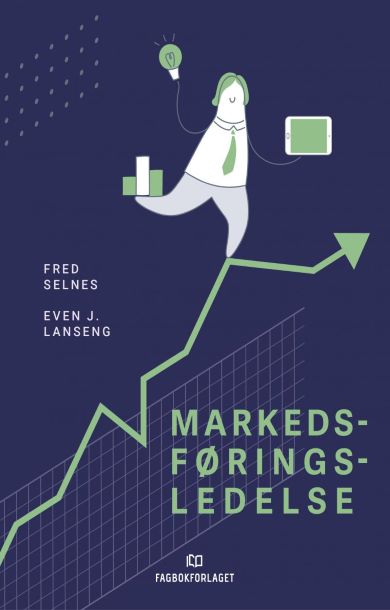 FRED
SELNES
EVEN J.
LANSENG
MARKEDS-
FØRINGS-
LEDELSE
FAGBOKFORLAGET